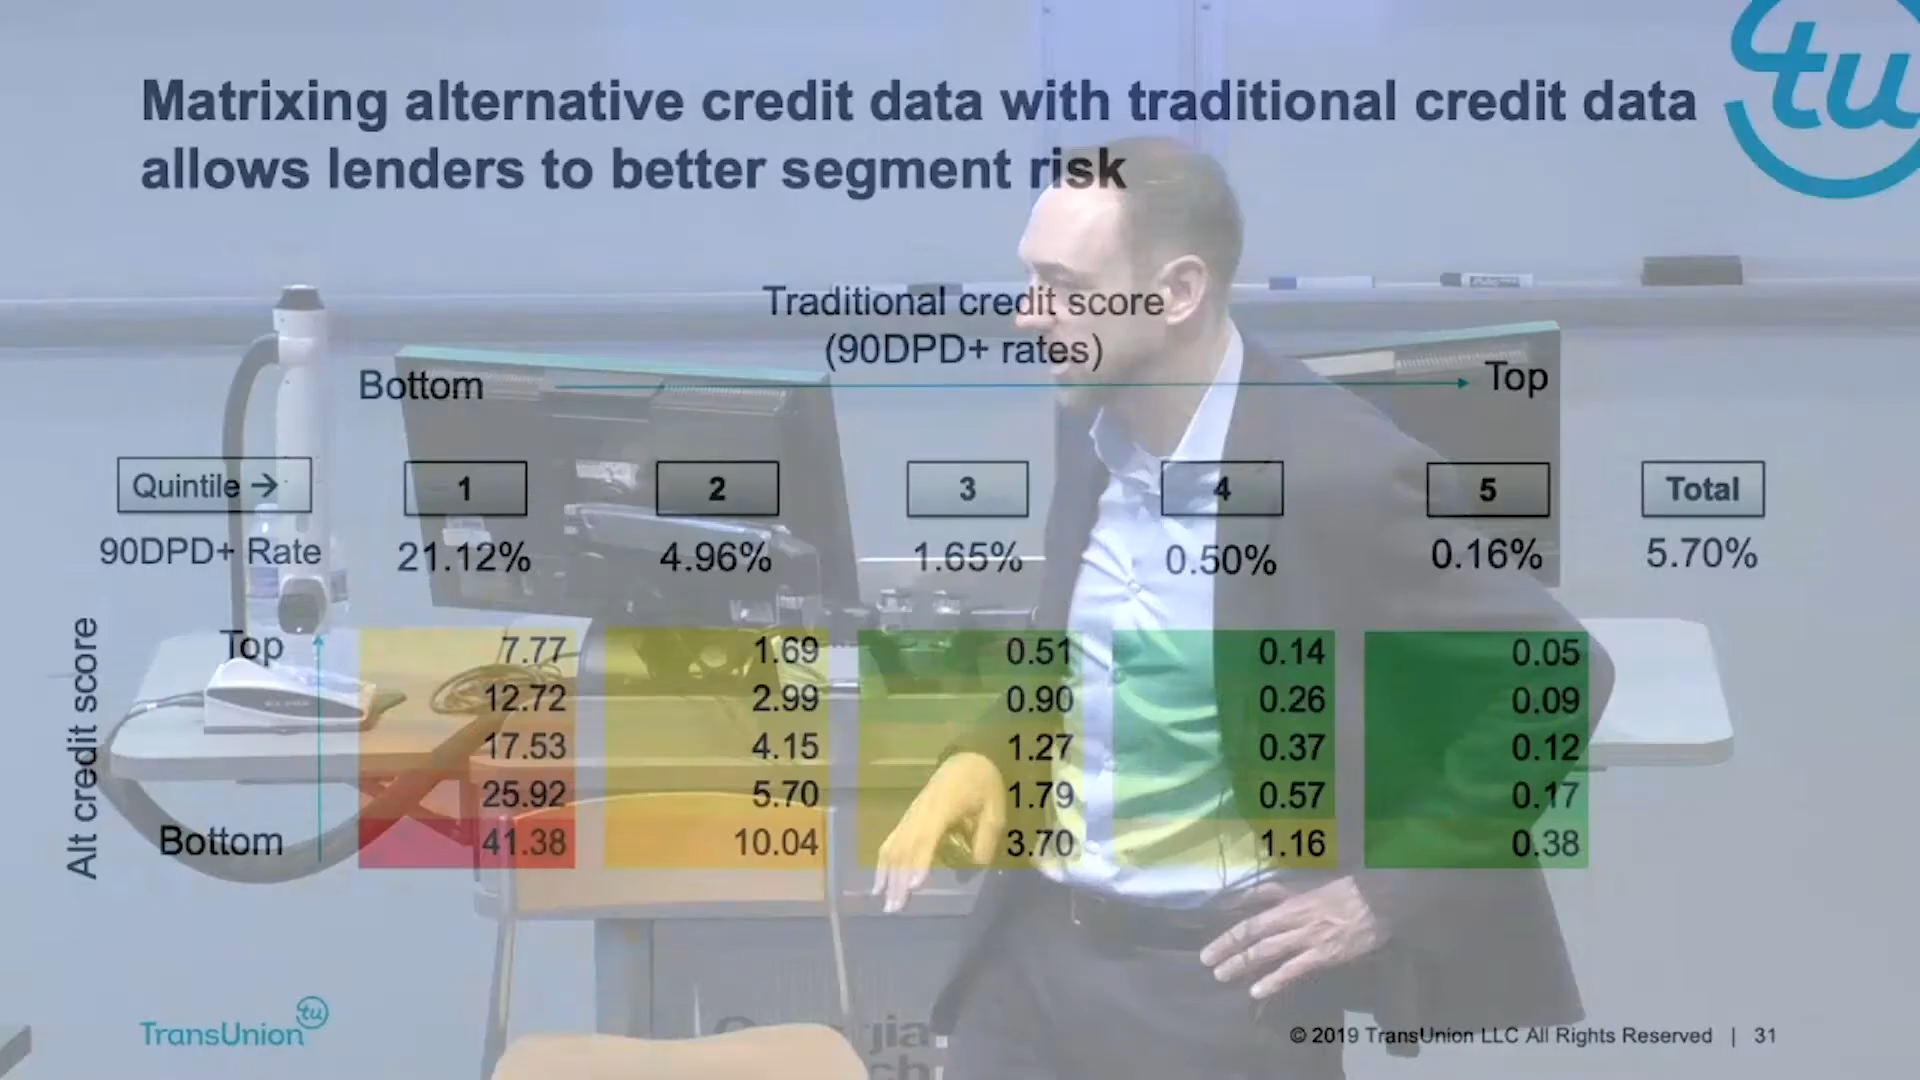 Matrixing alternative credit data with traditional credit data
allows lenders to better segment risk
tu
Traditional credit score
(90DPD+ rates)
Bottom
Top
Quintile → 1 2 3 4 5 Total
90DPD+ Rate 21.12% 4.96% 1.65% 0.50% 0.16% 5.70%
Alt credit score
Top 7.77 1.69 0.51 0.14 0.05
12.72 2.99 0.90 0.26 0.09
17.53 4.15 1.27 0.37 0.12
25.92 5.70 1.79 0.57 0.17
Bottom 41.38 10.04 3.70 1.16 0.38
TransUnion tu
© 2019 TransUnion LLC All Rights Reserved | 31